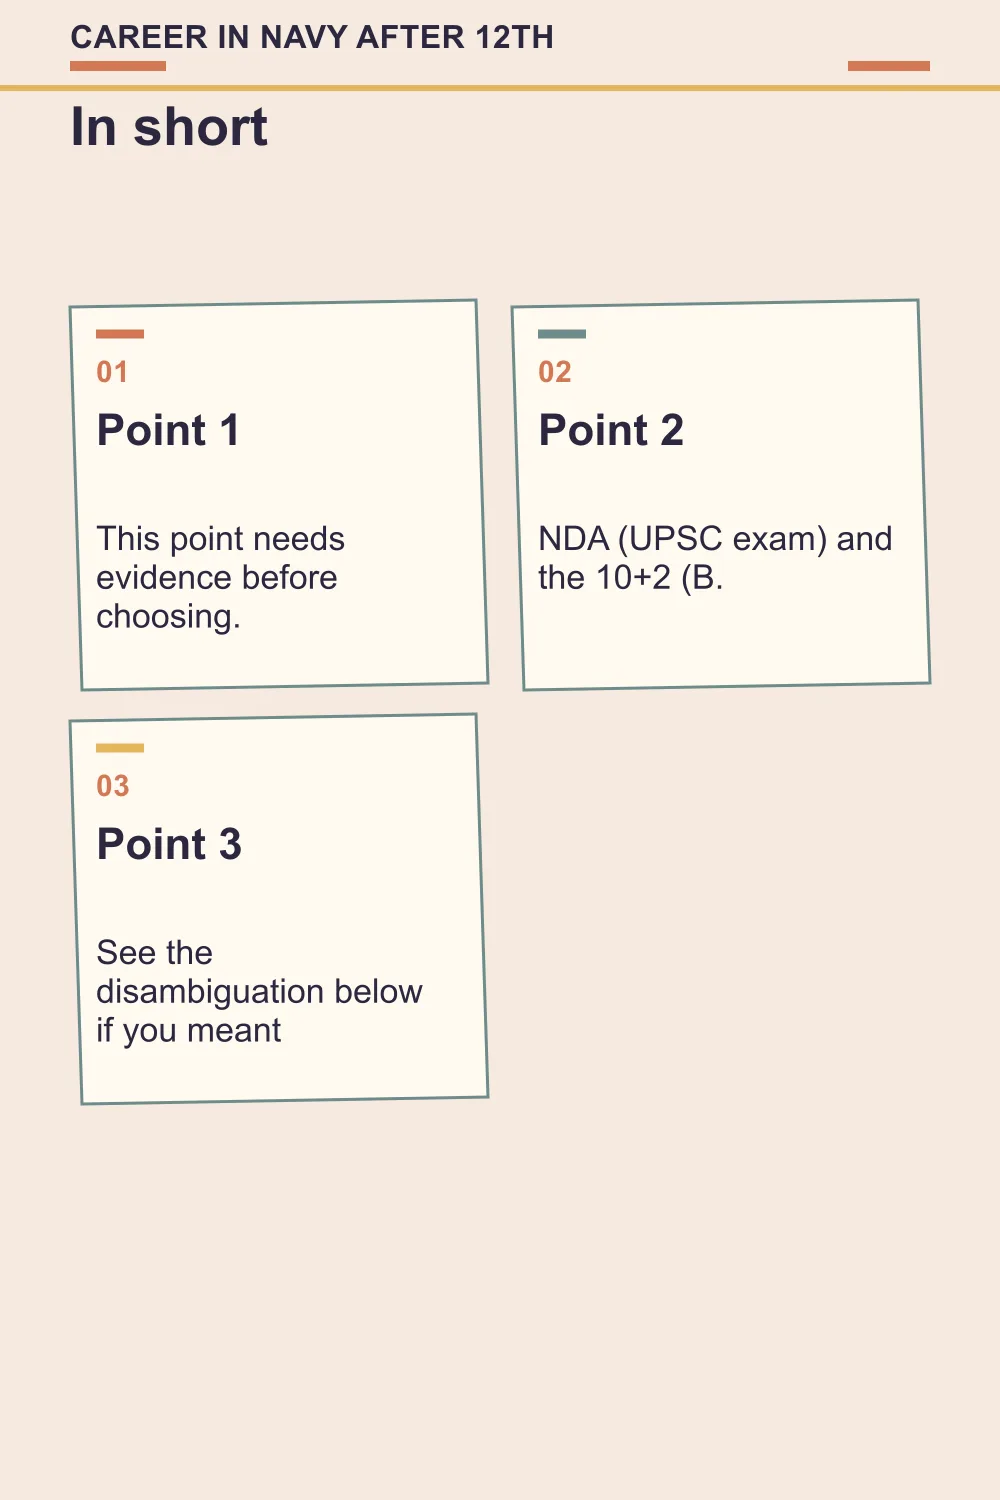 CAREER IN NAVY AFTER 12TH
In short
01
Point 1
This point needs
evidence before
choosing.
02
Point 2
NDA (UPSC exam) and
the 10+2 (B.
03
Point 3
See the
disambiguation below
if you meant